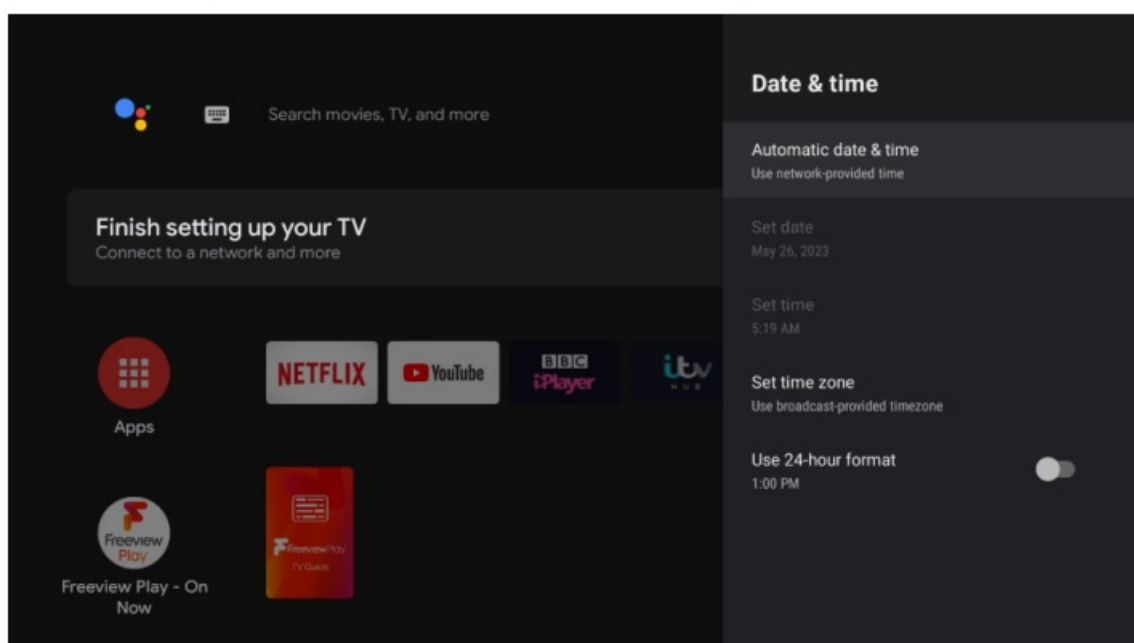 Search movies, TV, and more
Finish setting up your TV
Connect to a network and more
NETFLIX
YouTube
BBC
iPlayer
itv
HUB
Apps
Freeview
Play
FreeviewPlay
TV Guide
Freeview Play - On
Now
Date & time
Automatic date & time
Use network-provided time
Set date
May 26, 2023
Set time
5:19 AM
Set time zone
Use broadcast-provided timezone
Use 24-hour format
1:00 PM